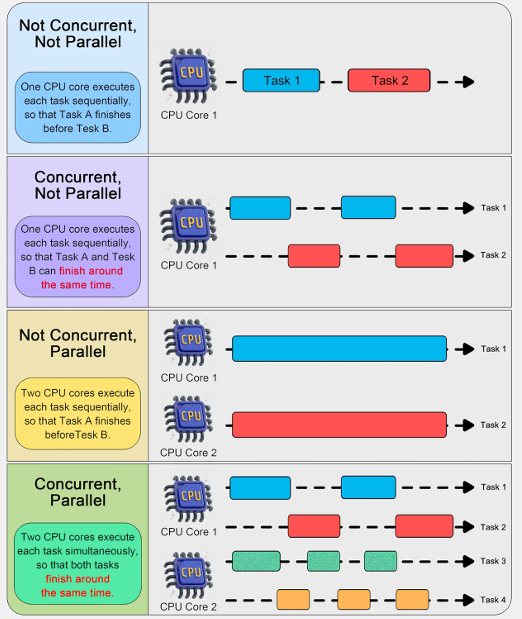 Not Concurrent,
Not Parallel
One CPU core executes
each task sequentially,
so that Task A finishes
before Tesk B.
CPU
CPU Core 1
Task 1
Task 2
Concurrent,
Not Parallel
One CPU core executes
each task sequentially,
so that Task A and Tesk
B can finish around
the same time.
CPU
CPU Core 1
Task 1
Task 2
Not Concurrent,
Parallel
Two CPU cores execute
each task sequentially,
so that Task A finishes
beforeTesk B.
CPU
CPU Core 1
Task 1
CPU
CPU Core 2
Task 2
Concurrent,
Parallel
Two CPU cores execute
each task simultaneously,
so that both tasks
finish around
the same time.
CPU
CPU Core 1
Task 1
Task 2
CPU
CPU Core 2
Task 3
Task 4